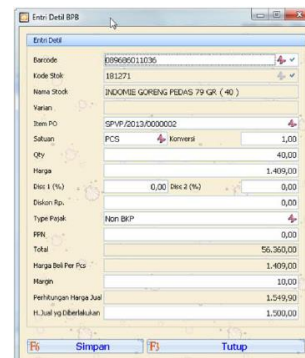 Entri Detil BPB
Entri Detil
Barcode 089686011036
Kode Stok 181271
Nama Stock INDOMIE GORENG PEDAS 79 GR ( 40 )
Varian
Item PO SPVP/2013/0000002
Satuan PCS Konversi 1,00
Qty 40,00
Harga 1.409,00
Disc 1 (%) 0,00 Disc 2 (%) 0,00
Diskon Rp. 0,00
Type Pajak Non BKP
PPN 0,00
Total 56.360,00
Harga Beli Per Pcs 1.409,00
Margin 10,00
Perhitungan Harga Jual 1.549,90
H.Jual yg Diberlakukan 1.500,00
F6 Simpan F3 Tutup